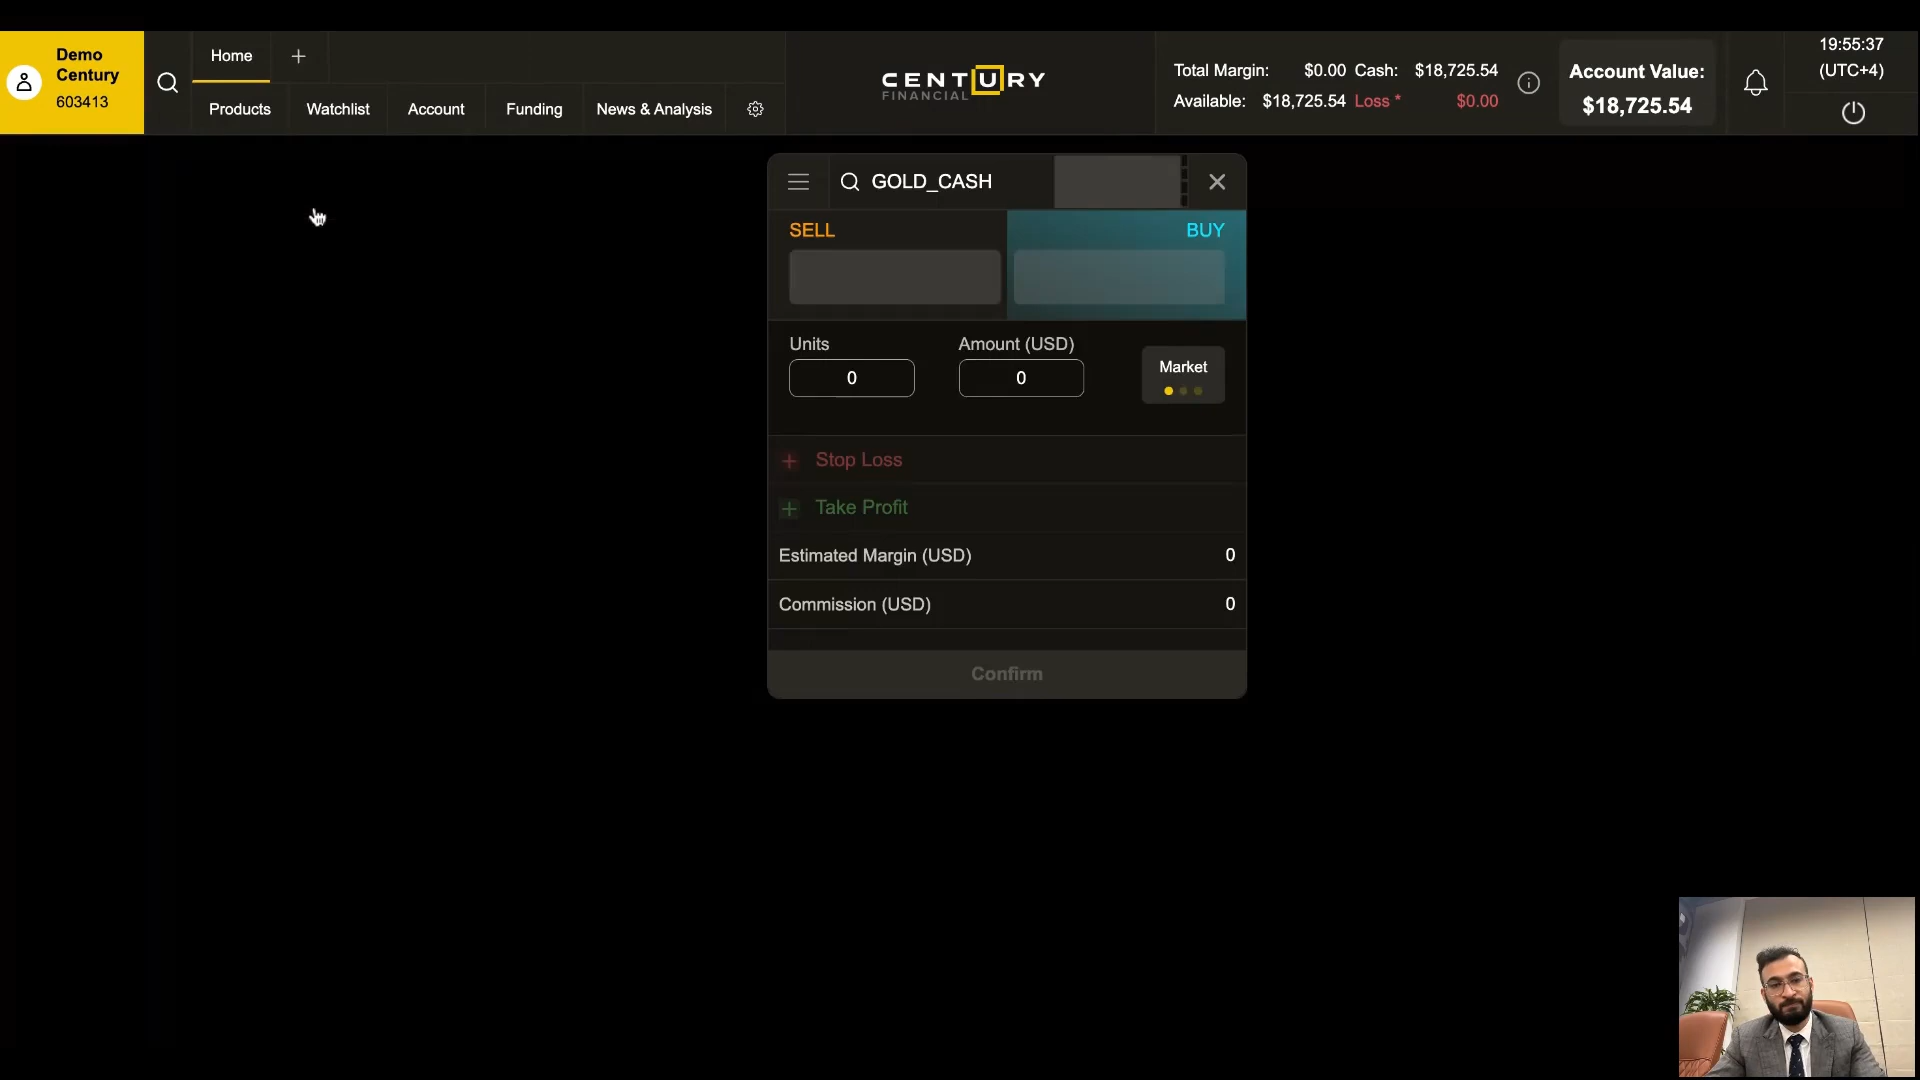 Demo
Century
603413
Home
Products
Watchlist
Account
Funding
News & Analysis
CENTURY
FINANCIAL
Total Margin: $0.00 Cash: $18,725.54
Available: $18,725.54 Loss * $0.00
Account Value:
$18,725.54
19:55:37
(UTC+4)
GOLD_CASH
SELL
BUY
Units
Amount (USD)
0
0
Market
+ Stop Loss
+ Take Profit
Estimated Margin (USD) 0
Commission (USD) 0
Confirm